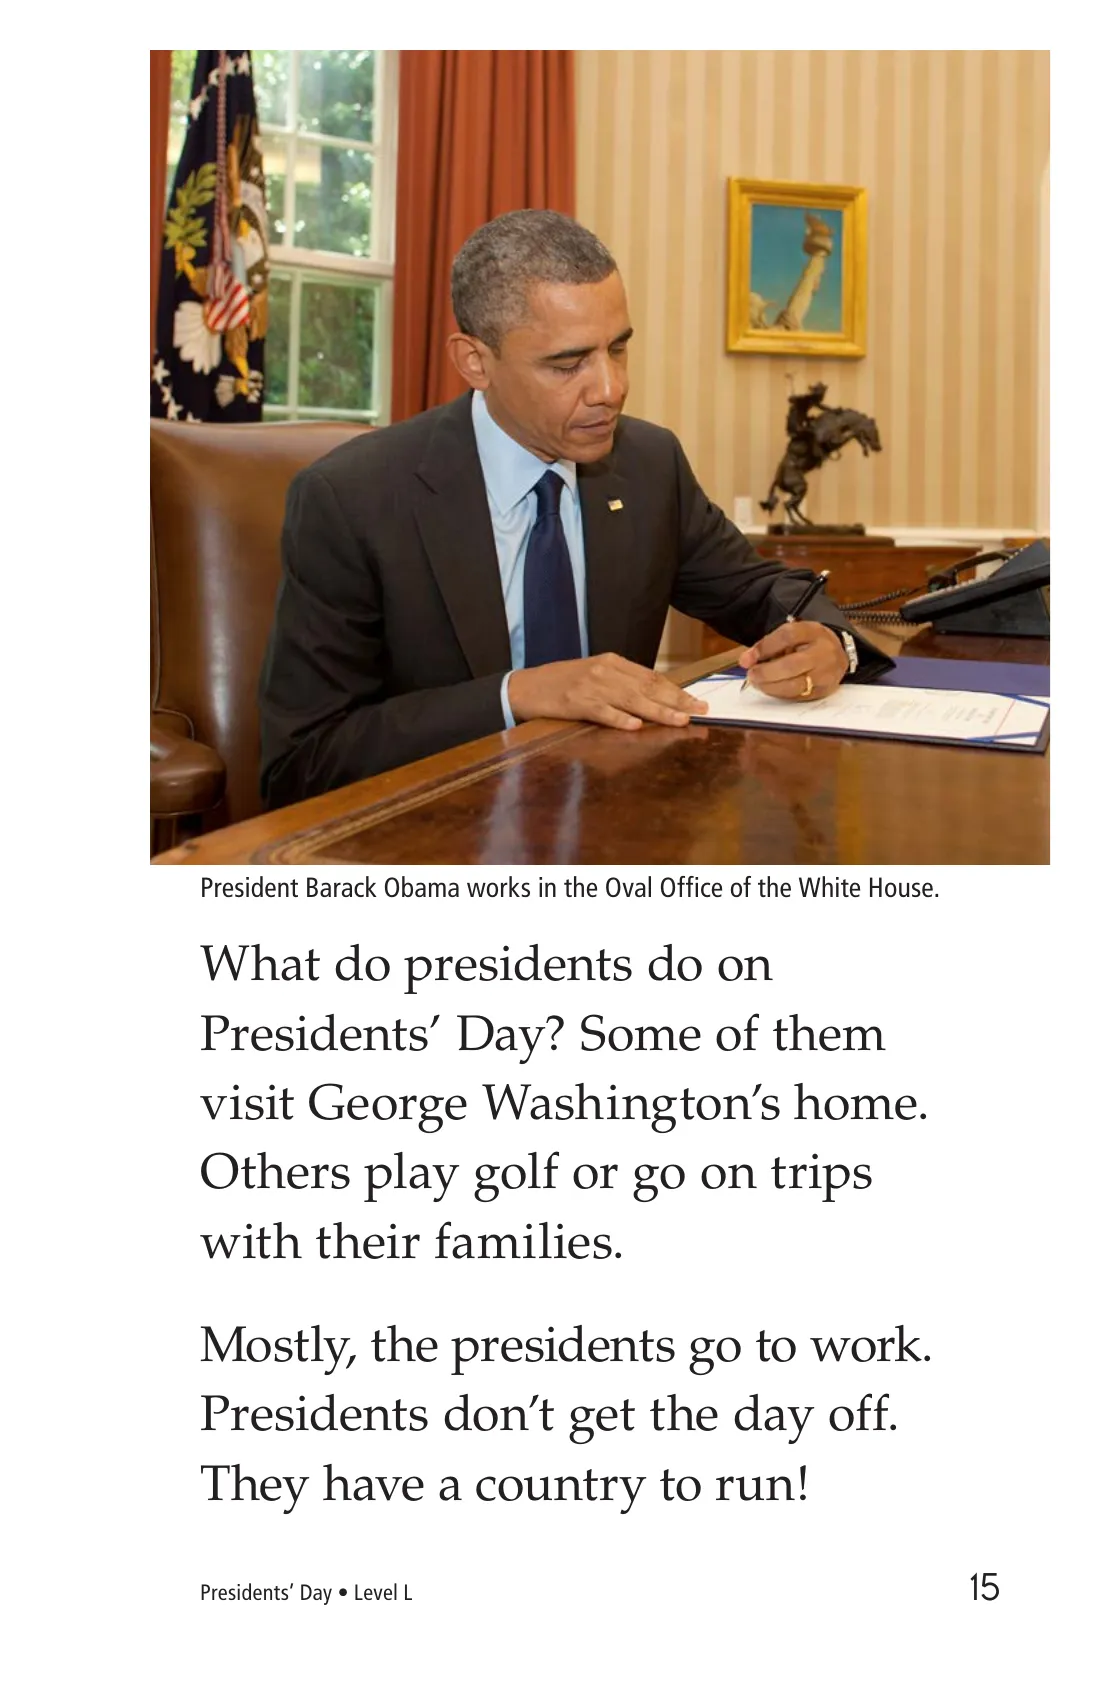 President Barack Obama works in the Oval Office of the White House.
What do presidents do on
Presidents’ Day? Some of them
visit George Washington’s home.
Others play golf or go on trips
with their families.
Mostly, the presidents go to work.
Presidents don’t get the day off.
They have a country to run!
Presidents’ Day • Level L
15